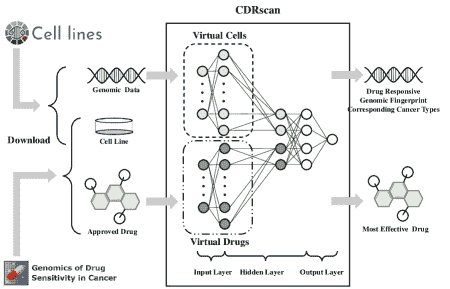 CDRscan
Cell lines
Virtual Cells
Genomic Data
Drug Responsive
Genomic Fingerprint
Corresponding Cancer Types
Download
Cell Line
Approved Drug
Most Effective Drug
Virtual Drugs
Genomics of Drug
Sensitivity in Cancer
Input Layer
Hidden Layer
Output Layer